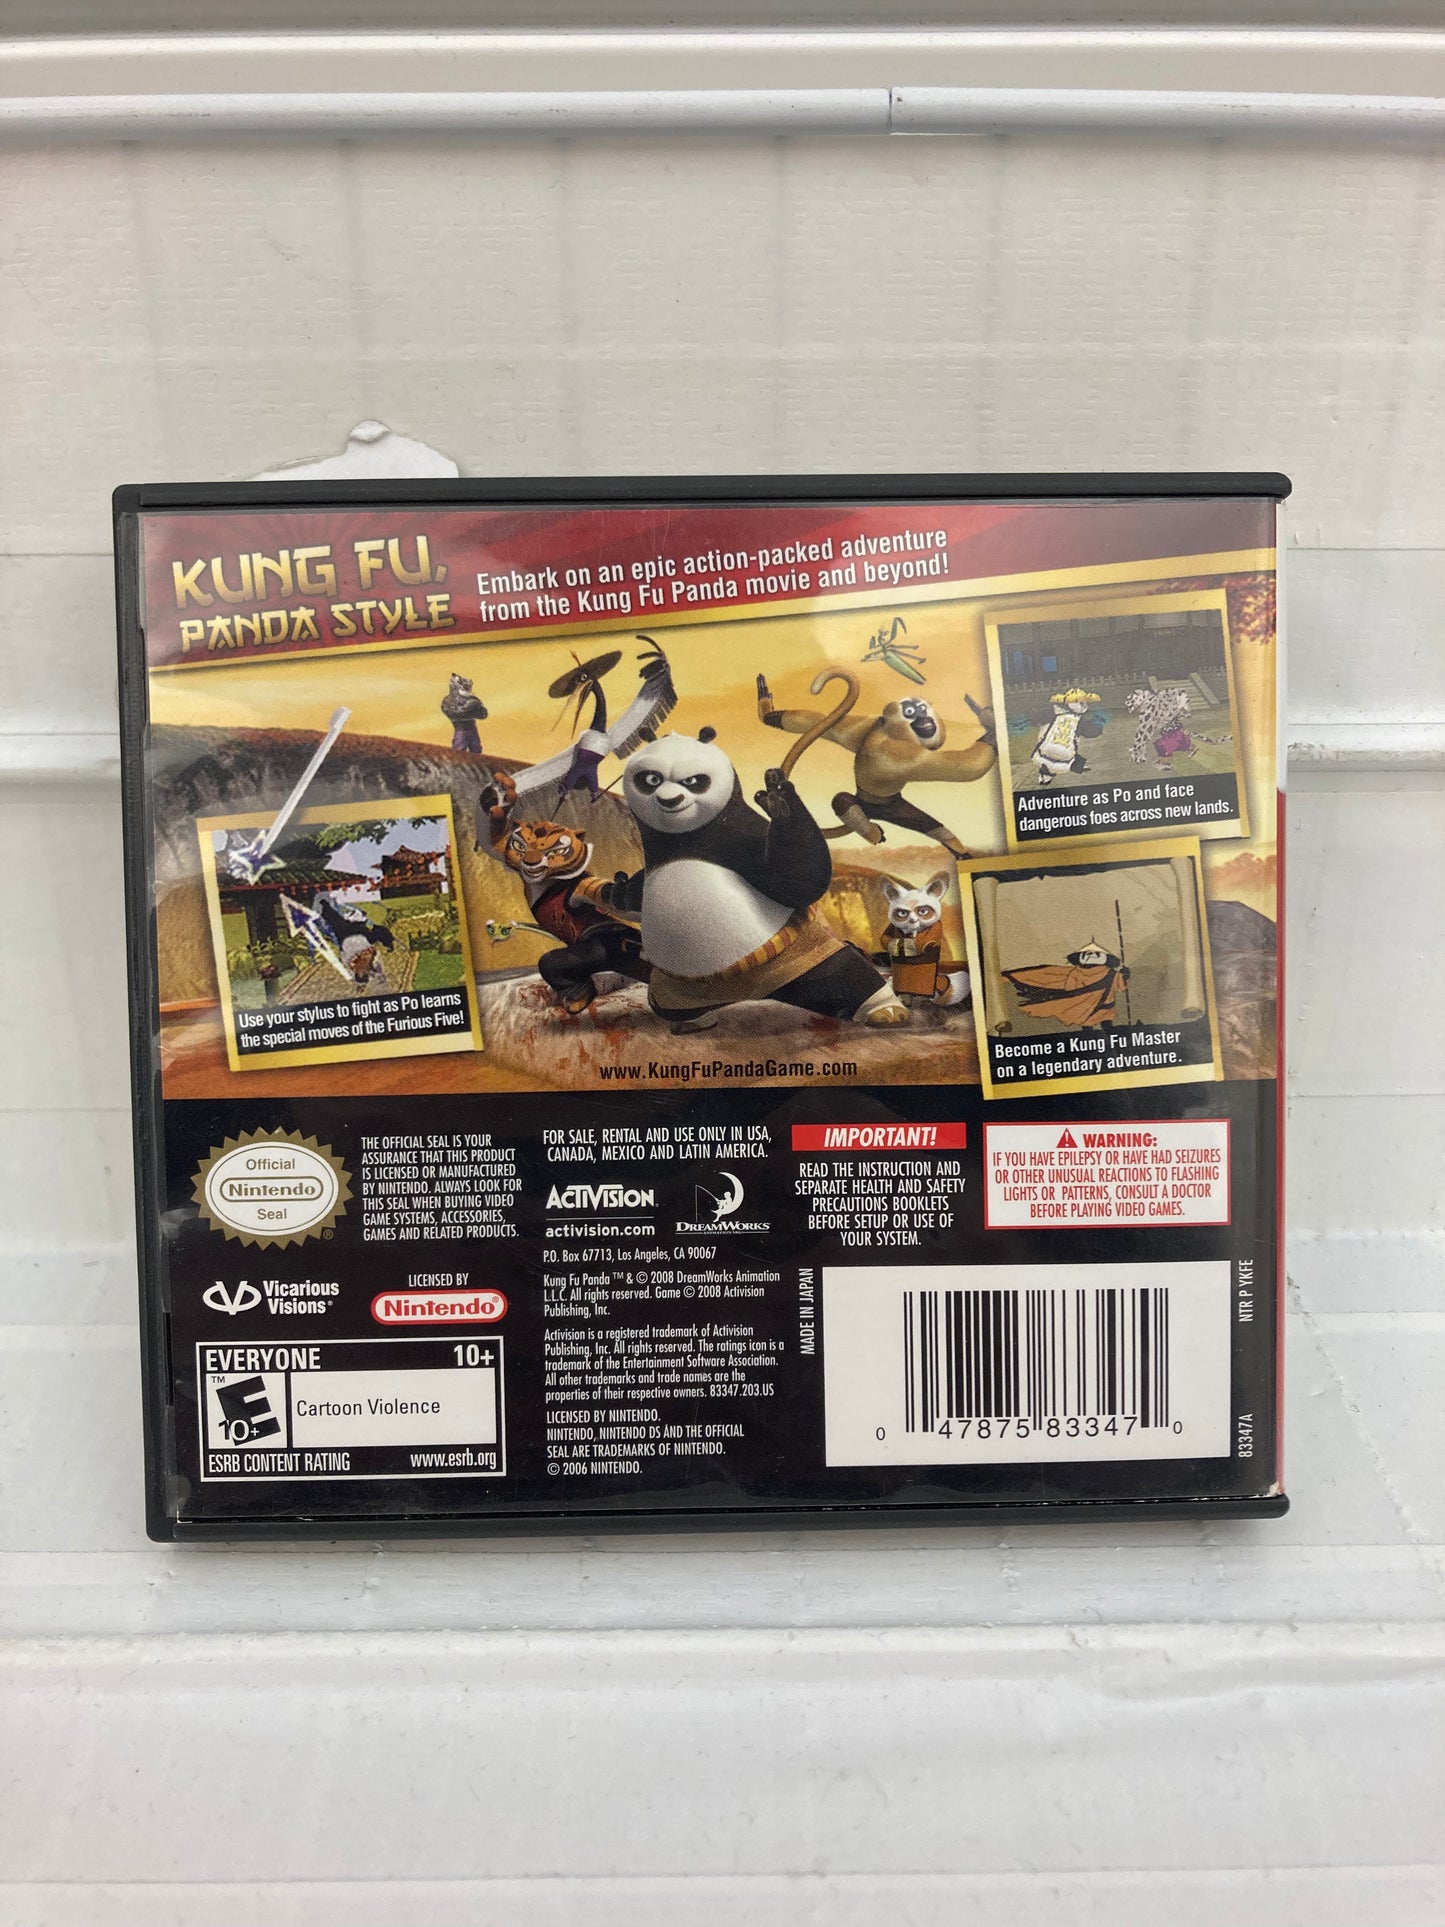 KUNG FU,
PANDA STYLE
Embark on an epic action-packed adventure
from the Kung Fu Panda movie and beyond!
Adventure as Po and face
dangerous foes across new lands.
Use your stylus to fight as Po learns
the special moves of the Furious Five!
Become a Kung Fu Master
on a legendary adventure.
www.KungFuPandaGame.com
Official
Nintendo
Seal
®
THE OFFICIAL SEAL IS YOUR
ASSURANCE THAT THIS PRODUCT
IS LICENSED OR MANUFACTURED
BY NINTENDO. ALWAYS LOOK FOR
THIS SEAL WHEN BUYING VIDEO
GAME SYSTEMS, ACCESSORIES,
GAMES AND RELATED PRODUCTS.
Vicarious
Visions®
LICENSED BY
Nintendo®
EVERYONE 10+
TM
E
10+
Cartoon Violence
ESRB CONTENT RATING www.esrb.org
FOR SALE, RENTAL AND USE ONLY IN USA,
CANADA, MEXICO AND LATIN AMERICA.
ACTIVISION
activision.com
DREAMWORKS
P.O. Box 67713, Los Angeles, CA 90067
Kung Fu Panda ™ & © 2008 DreamWorks Animation
L.L.C. All rights reserved. Game © 2008 Activision
Publishing, Inc.
Activision is a registered trademark of Activision
Publishing, Inc. All rights reserved. The ratings icon is a
trademark of the Entertainment Software Association.
All other trademarks and trade names are the
properties of their respective owners. 83347.203.US
LICENSED BY NINTENDO.
NINTENDO, NINTENDO DS AND THE OFFICIAL
SEAL ARE TRADEMARKS OF NINTENDO.
© 2006 NINTENDO.
IMPORTANT!
READ THE INSTRUCTION AND
SEPARATE HEALTH AND SAFETY
PRECAUTIONS BOOKLETS
BEFORE SETUP OR USE OF
YOUR SYSTEM.
WARNING:
IF YOU HAVE EPILEPSY OR HAVE HAD SEIZURES
OR OTHER UNUSUAL REACTIONS TO FLASHING
LIGHTS OR PATTERNS, CONSULT A DOCTOR
BEFORE PLAYING VIDEO GAMES.
MADE IN JAPAN
0 47875 83347 0
NTR P YKFE
83347A